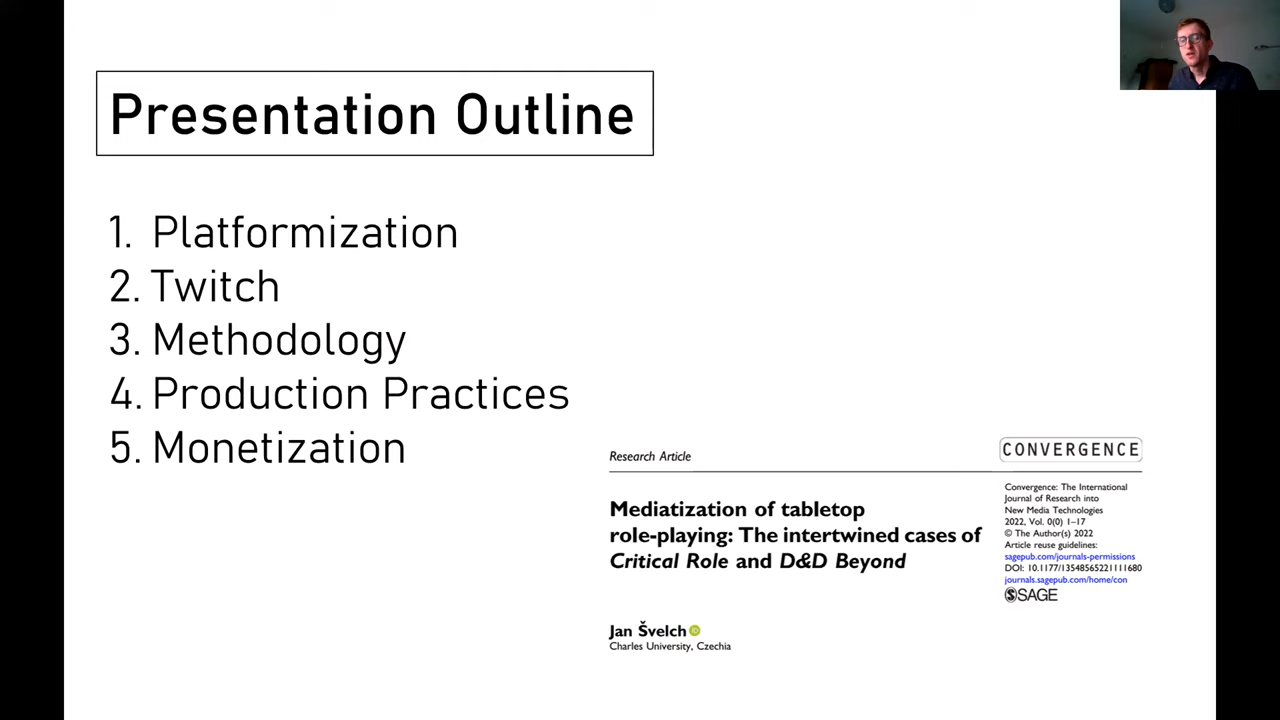 Presentation Outline
1. Platformization
2. Twitch
3. Methodology
4. Production Practices
5. Monetization
Research Article
CONVERGENCE
Mediatization of tabletop
role-playing: The intertwined cases of
Critical Role and D&D Beyond
Convergence: The International
Journal of Research into
New Media Technologies
2022, Vol. 0(0) 1–17
© The Author(s) 2022
Article reuse guidelines:
sagepub.com/journals-permissions
DOI: 10.1177/13548565221111680
journals.sagepub.com/home/con
SAGE
Jan Švelch
Charles University, Czechia